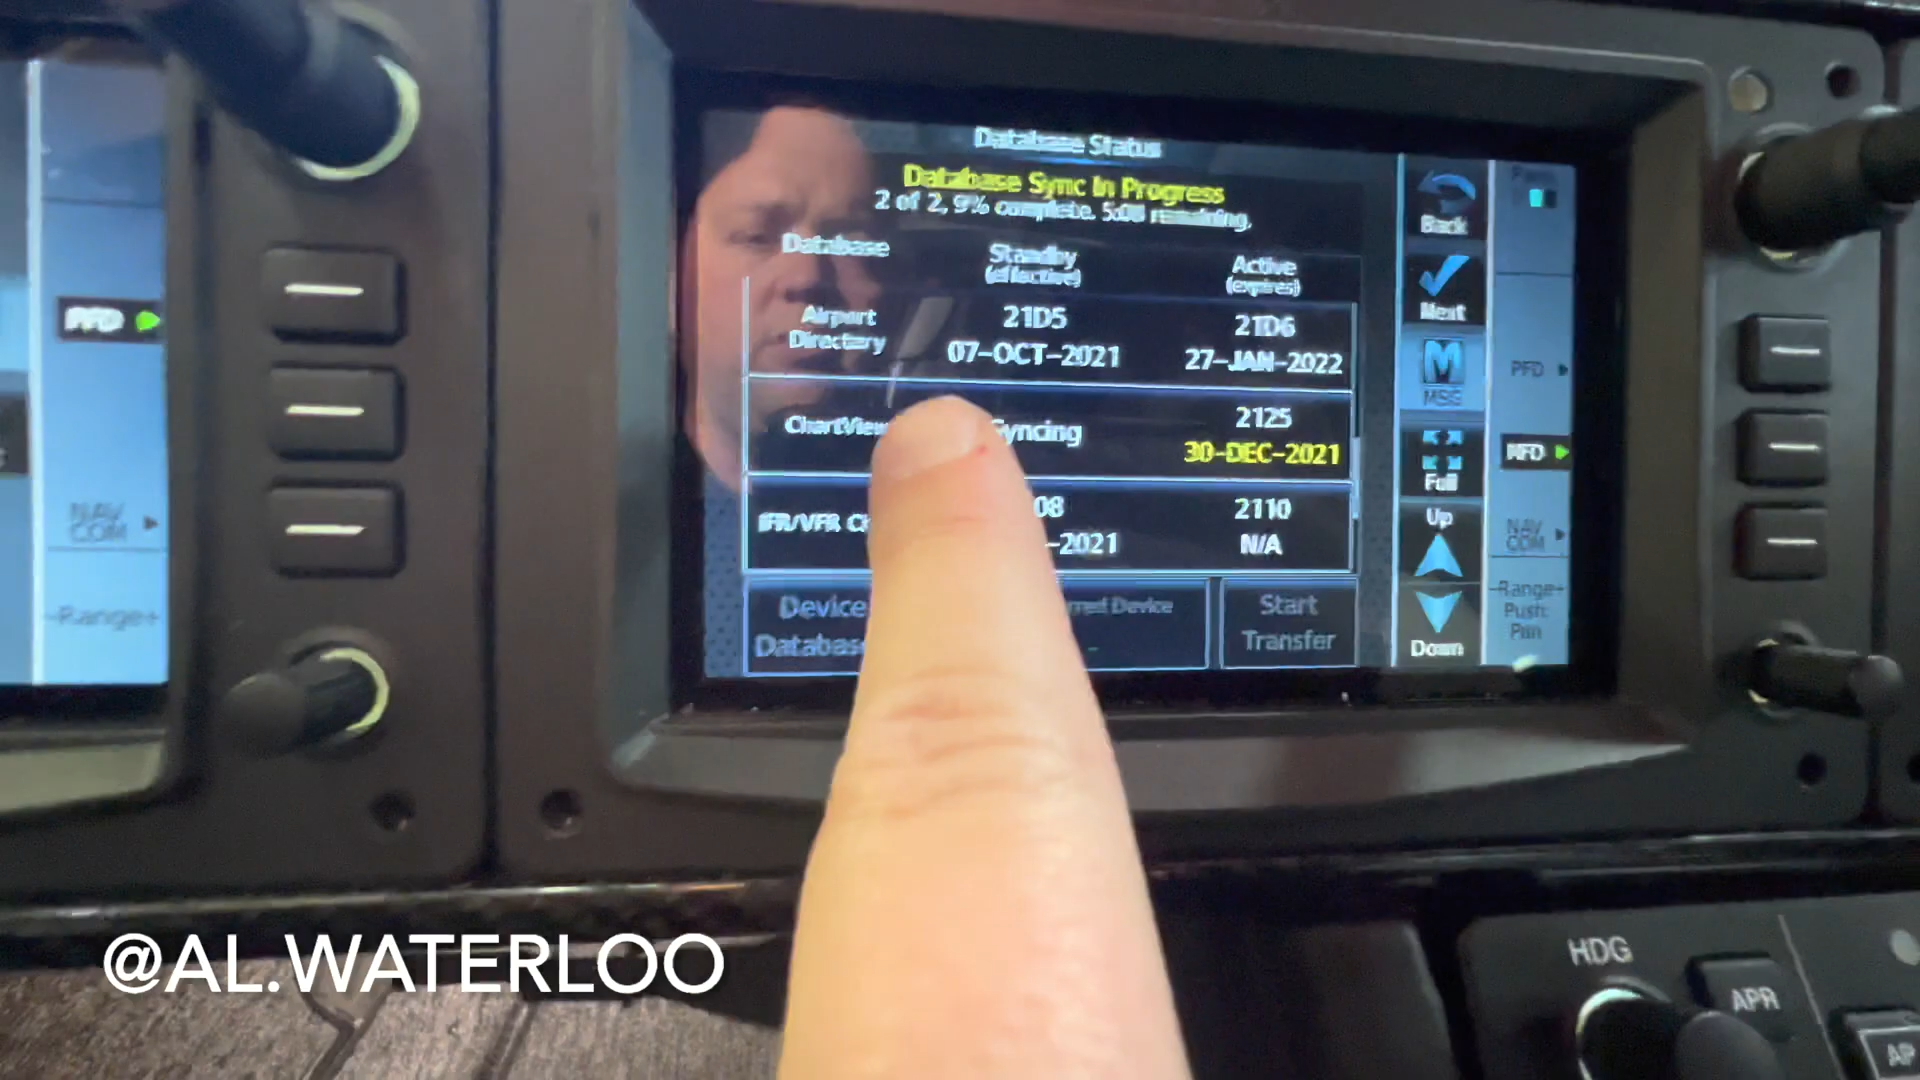 Database Status
Database Sync In Progress
2 of 2, 9% complete. 5:08 remaining.
Database
Standby
(effective)
Active
(expires)
Airport
Directory
21D5
07-OCT-2021
21D6
27-JAN-2022
ChartView
Syncing
2125
30-DEC-2021
IFR/VFR
08
-2021
2110
N/A
Device
Device
Start
Transfer
Back
Next
MSG
Full
Up
Down
PFD
NAV
COM
-Range+
PFD
MFD
NAV
COM
-Range+
Push:
Pan
HDG
APR
AP
@AL.WATERLOO